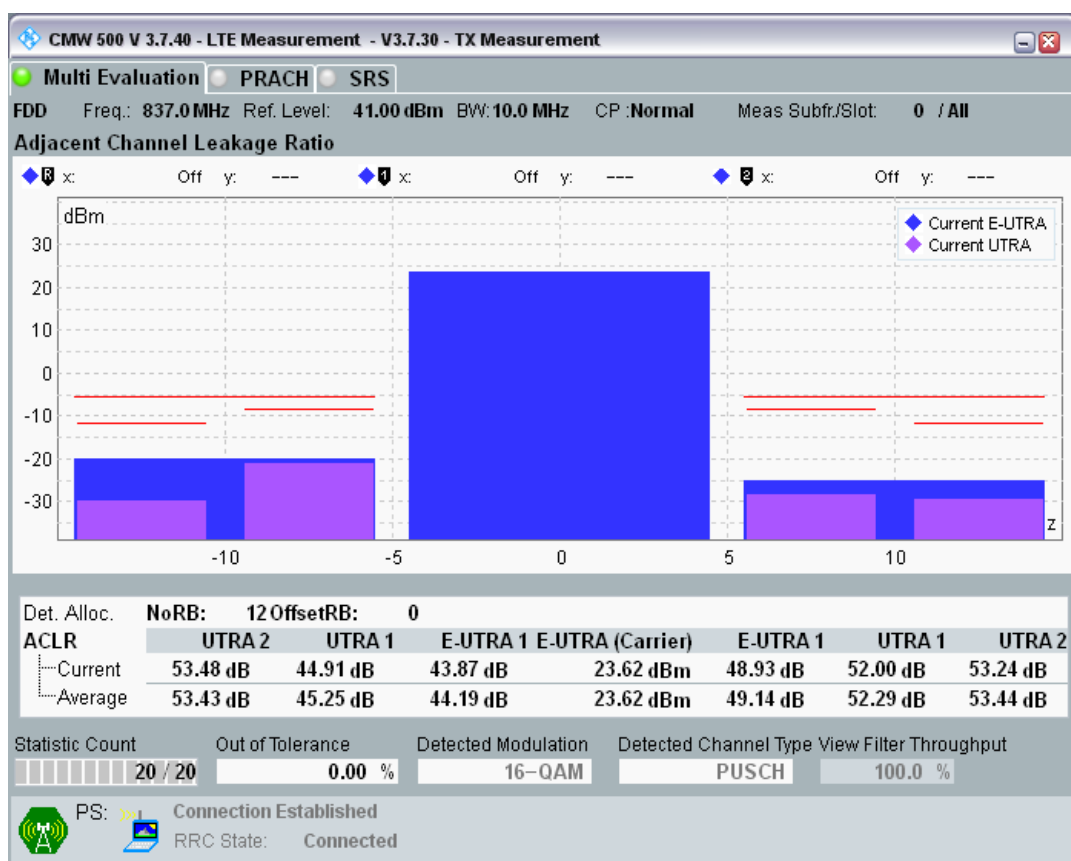 CMW 500 V 3.7.40 - LTE Measurement - V3.7.30 - TX Measurement
Multi Evaluation PRACH SRS
FDD Freq.: 837.0 MHz Ref. Level: 41.00 dBm BW: 10.0 MHz CP :Normal Meas Subfr./Slot: 0 / All
Adjacent Channel Leakage Ratio
R x: Off y: --- 1 x: Off y: --- 2 x: Off y: ---
dBm
Current E-UTRA
Current UTRA
30
20
10
0
-10
-20
-30
z
-10 -5 0 5 10
Det. Alloc. NoRB: 12 OffsetRB: 0
ACLR UTRA 2 UTRA 1 E-UTRA 1 E-UTRA (Carrier) E-UTRA 1 UTRA 1 UTRA 2
Current 53.48 dB 44.91 dB 43.87 dB 23.62 dBm 48.93 dB 52.00 dB 53.24 dB
Average 53.43 dB 45.25 dB 44.19 dB 23.62 dBm 49.14 dB 52.29 dB 53.44 dB
Statistic Count Out of Tolerance Detected Modulation Detected Channel Type View Filter Throughput
20 / 20 0.00 % 16-QAM PUSCH 100.0 %
PS: Connection Established
RRC State: Connected